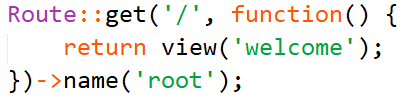 Route::get('/', function() {
    return view('welcome');
})->name('root');